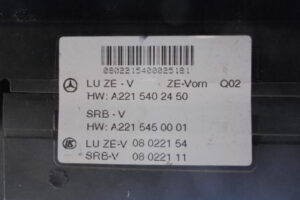 08022154000025181
LU ZE - V ZE-Vorn Q02
HW: A221 540 24 50
SRB - V
HW: A221 545 00 01
LU ZE-V 08 0221 54
SRB-V 08 0221 11